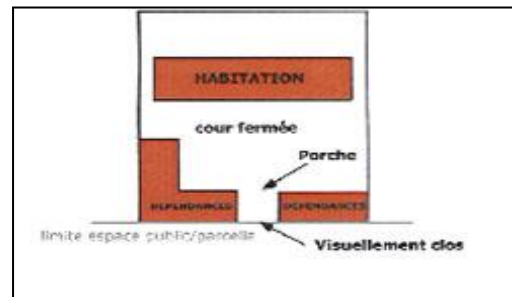 HABITATION
cour fermée
Porche
DEPENDANCES
DEPENDANCES
limite espace public/parcelle
Visuellement clos